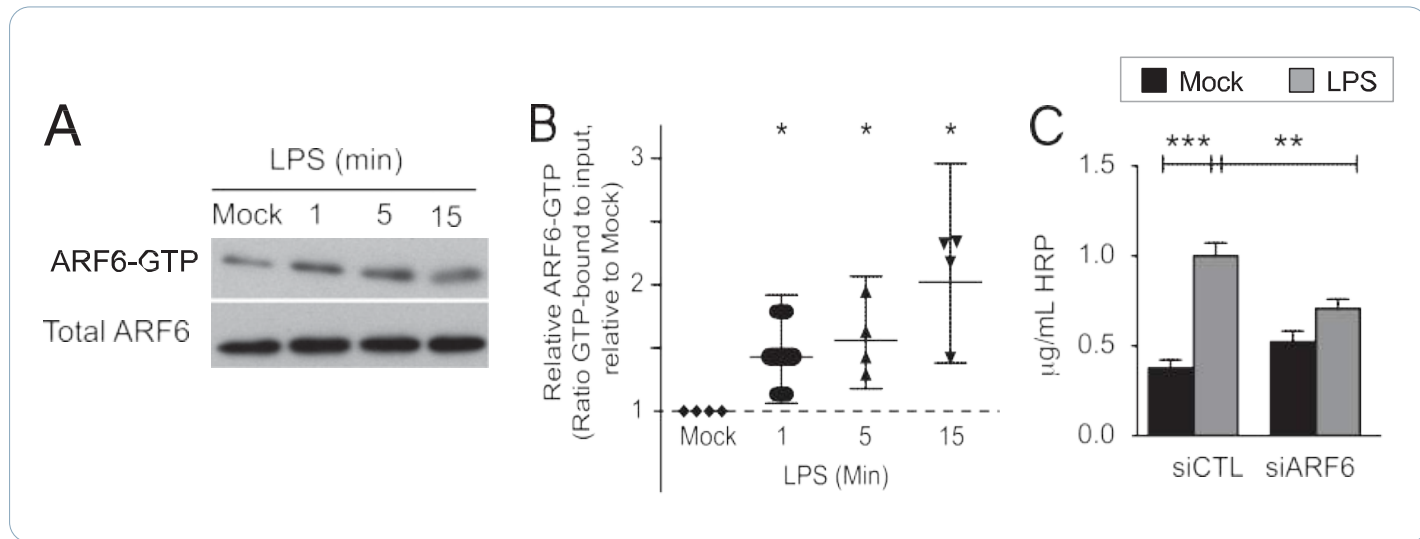 Mock LPS
A
LPS (min)
Mock 1 5 15
ARF6-GTP
Total ARF6
B
Relative ARF6-GTP
(Ratio GTP-bound to input,
relative to Mock)
* * *
3
2
1
Mock 1 5 15
LPS (Min)
C
*** **
µg/mL HRP
1.5
1.0
0.5
0.0
siCTL siARF6